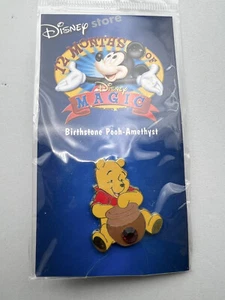 Disney store
12 MONTHS OF
Disney
MAGIC
Birthstone Pooh-Amethyst